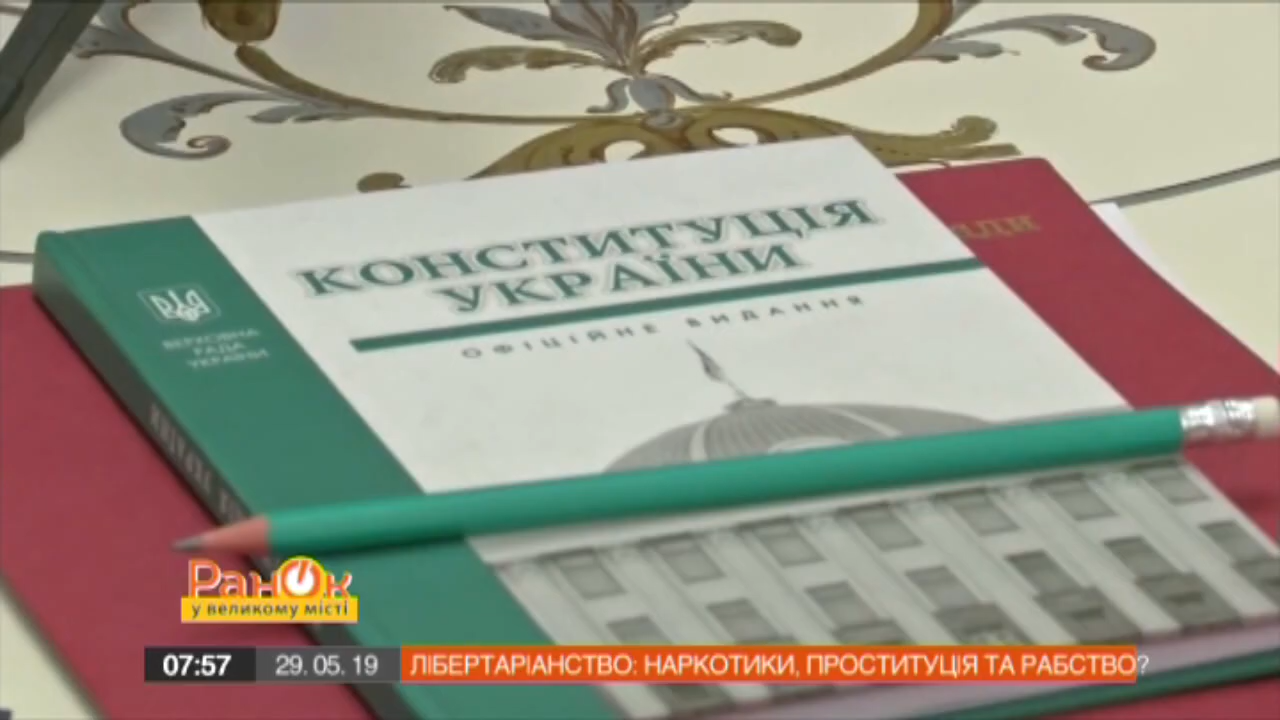 КОНСТИТУЦІЯ
УКРАЇНИ
ОФІЦІЙНЕ ВИДАННЯ
ВЕРХОВНА
РАДА
УКРАЇНИ
РанОк
у великому місті
07:57
29. 05. 19
ЛІБЕРТАРІАНСТВО: НАРКОТИКИ, ПРОСТИТУЦІЯ ТА РАБСТВО?